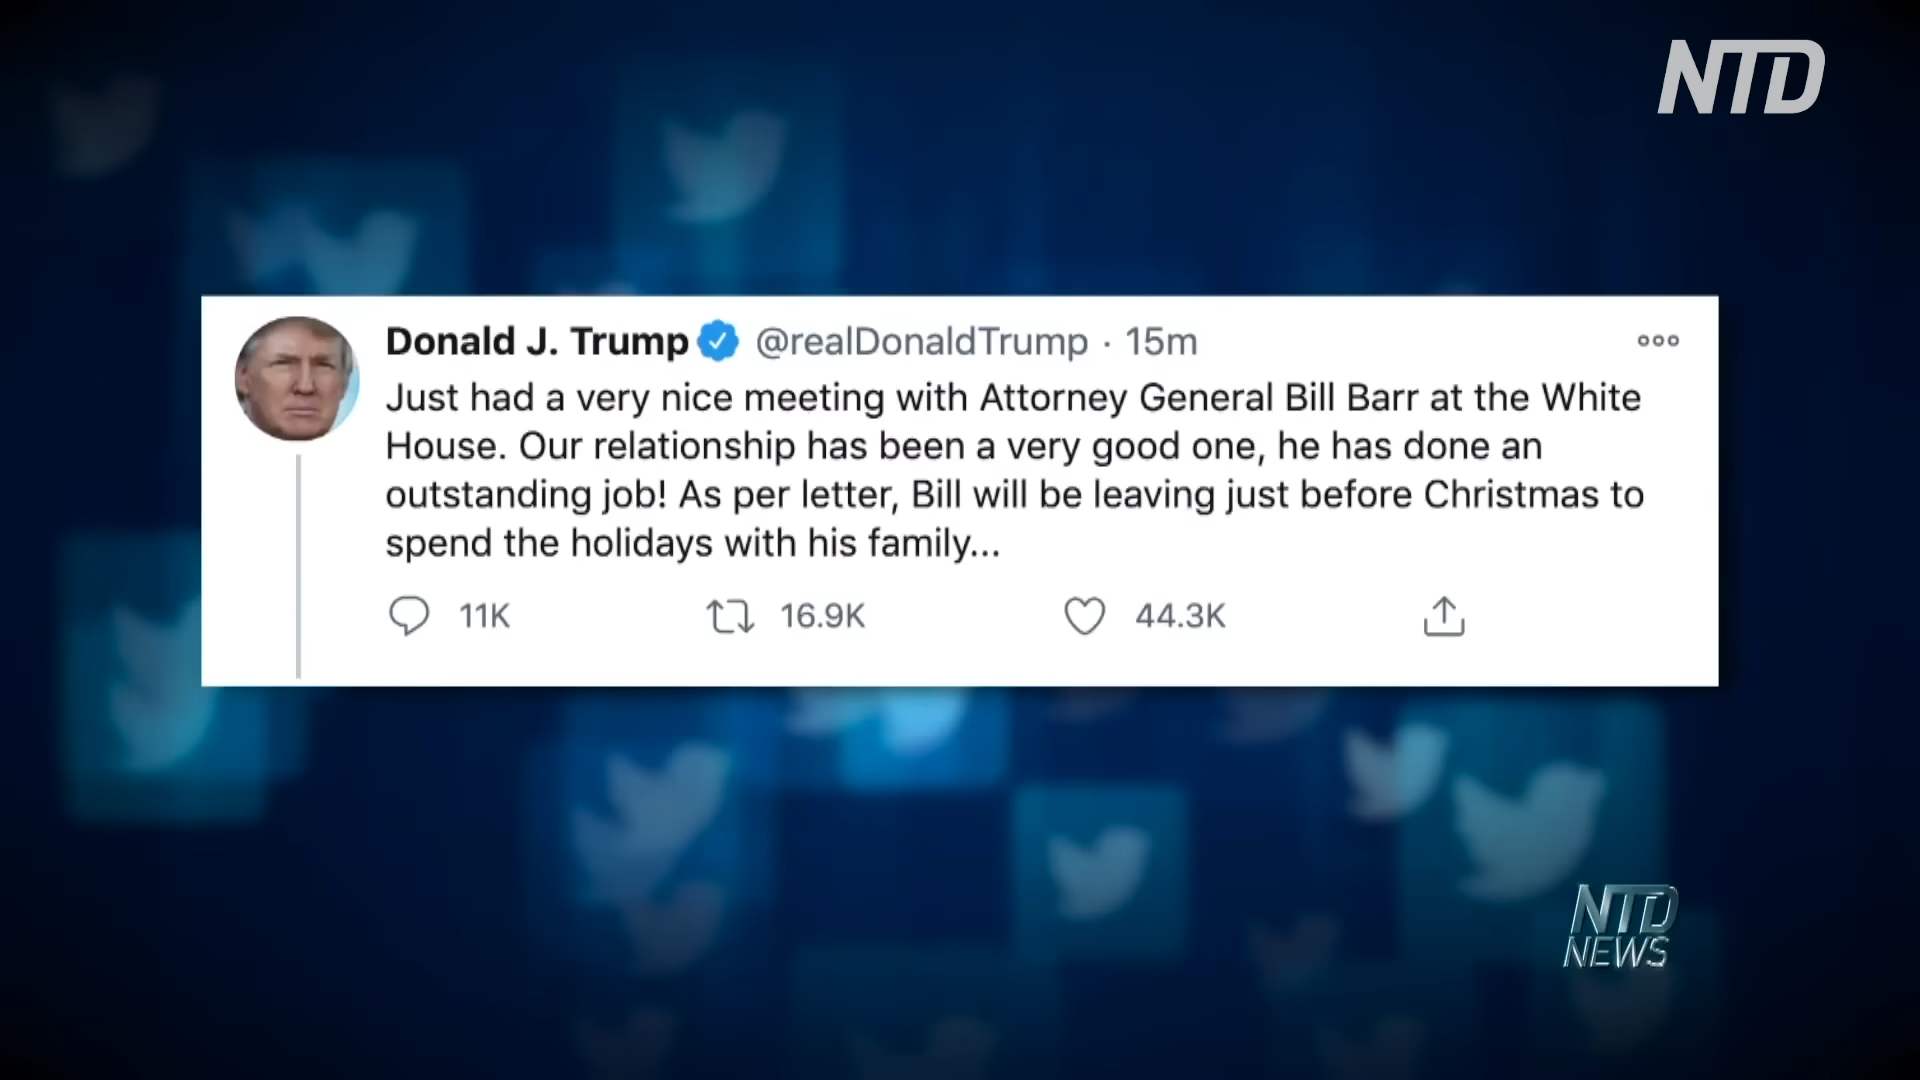 NTD
Donald J. Trump @realDonaldTrump · 15m
Just had a very nice meeting with Attorney General Bill Barr at the White
House. Our relationship has been a very good one, he has done an
outstanding job! As per letter, Bill will be leaving just before Christmas to
spend the holidays with his family...
11K 16.9K 44.3K
NTD
NEWS